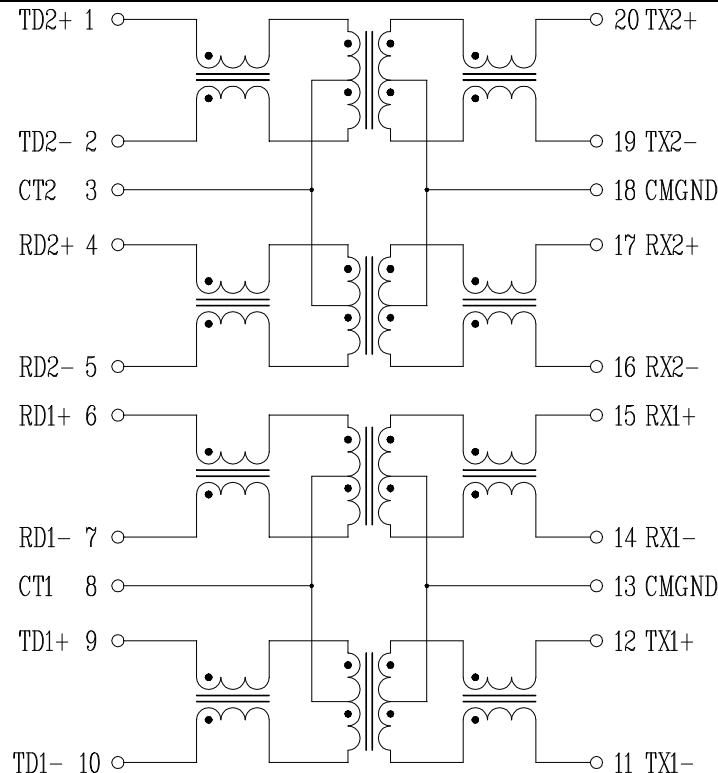 TD2+ 1 20 TX2+
TD2- 2 19 TX2-
CT2 3 18 CMGND
RD2+ 4 17 RX2+
RD2- 5 16 RX2-
RD1+ 6 15 RX1+
RD1- 7 14 RX1-
CT1 8 13 CMGND
TD1+ 9 12 TX1+
TD1- 10 11 TX1-